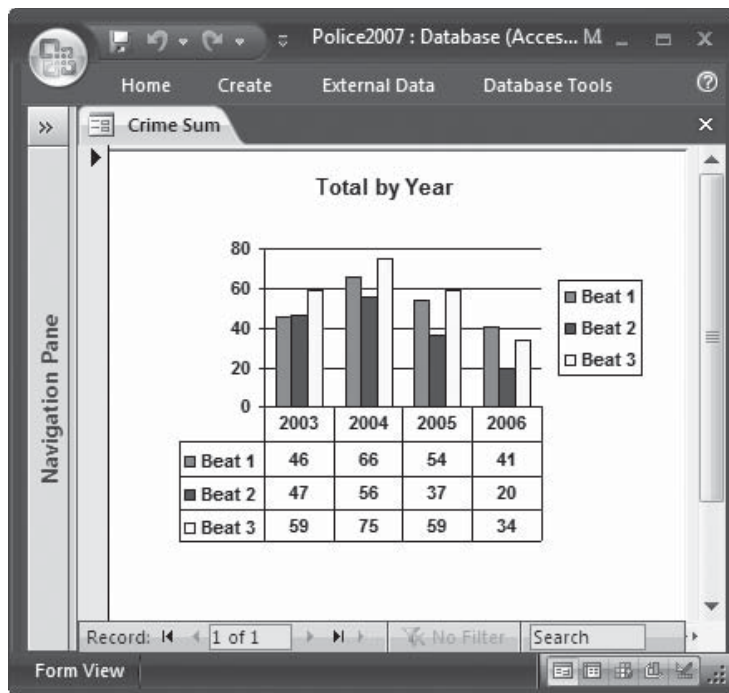 Police2007 : Database (Acces... M
Home Create External Data Database Tools
Crime Sum
Navigation Pane
Total by Year
80
60
40
20
0
Beat 1
Beat 2
Beat 3
2003 2004 2005 2006
Beat 1 46 66 54 41
Beat 2 47 56 37 20
Beat 3 59 75 59 34
Record: 1 of 1 No Filter Search
Form View